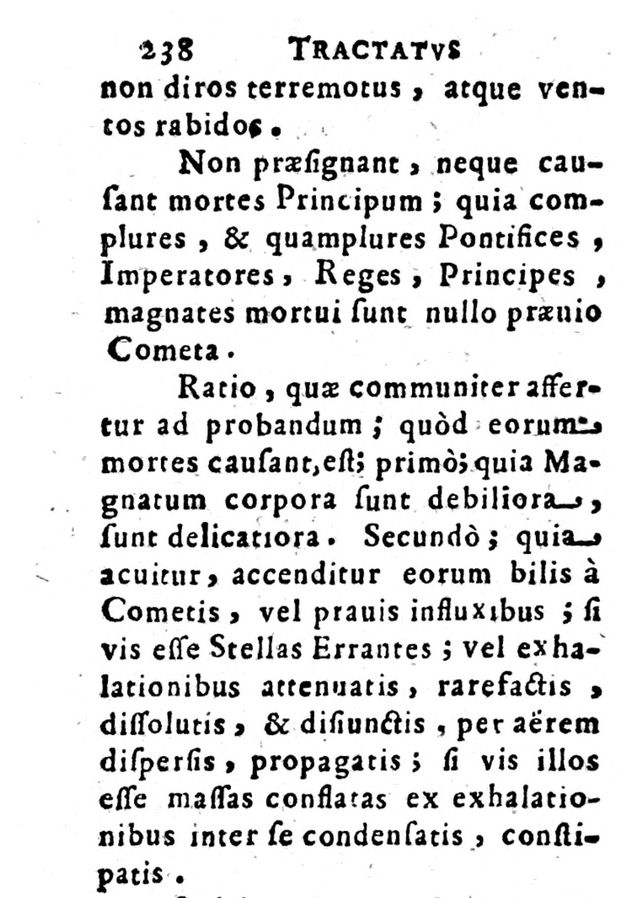 238 TRACTATVS
non diros terremotus, atque ven-
tos rabidos.
Non præſignant, neque cau-
ſant mortes Principum; quia com-
plures, & quamplures Pontifices,
Imperatores, Reges, Principes,
magnates mortui ſunt nullo præuio
Cometa.
Ratio, quæ communiter affer-
tur ad probandum; quòd eorum
mortes cauſant, eſt; primò; quia Ma-
gnatum corpora ſunt debiliora,
ſunt delicatiora. Secundò; quia
acuitur, accenditur eorum bilis à
Cometis, vel prauis influxibus; ſi
vis eſſe Stellas Errantes; vel exha-
lationibus attenuatis, rarefactis,
diſſolutis, & diſiunctis, per aërem
diſperſis, propagatis; ſi vis illos
eſſe maſſas conflatas ex exhalatio-
nibus inter ſe condenſatis, conſti-
patis.